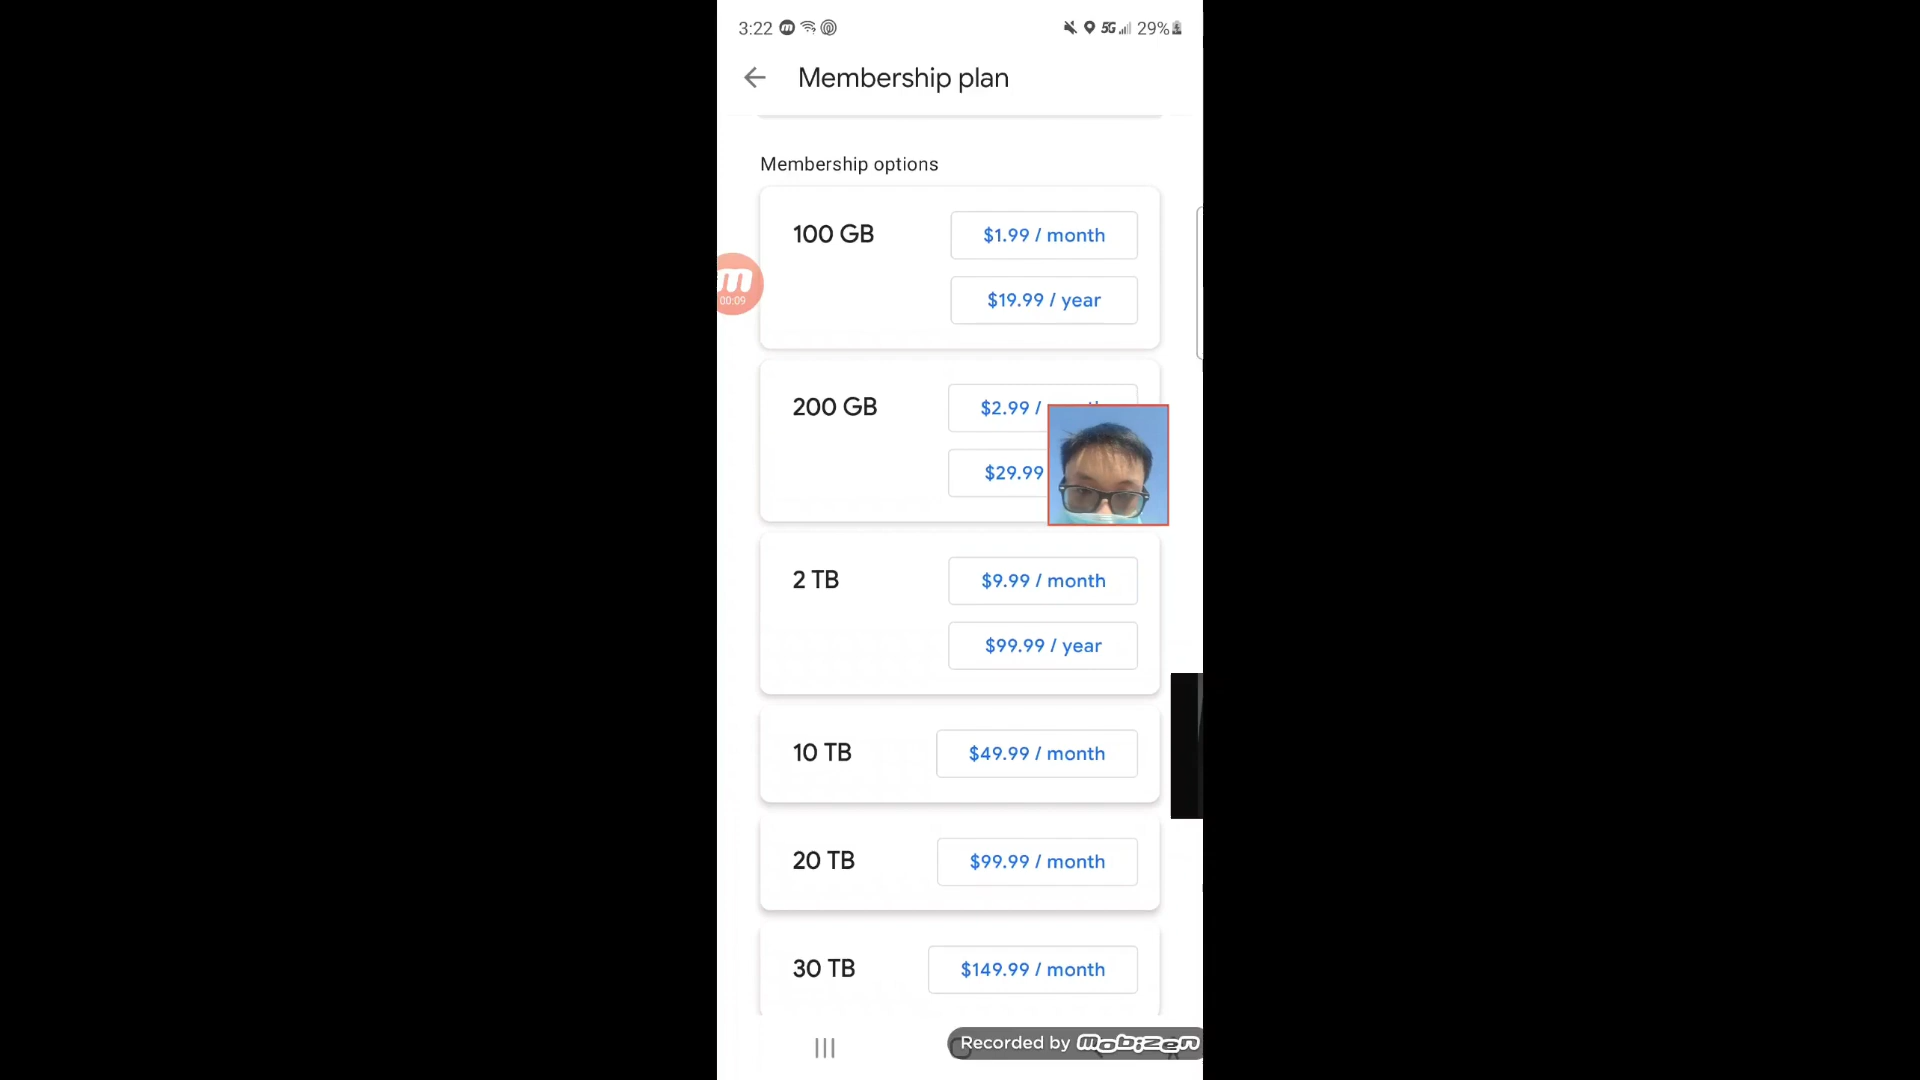 3:22 5G 29%
Membership plan
Membership options
100 GB
$1.99 / month
$19.99 / year
m
00:09
200 GB
$2.99 /
$29.99
2 TB
$9.99 / month
$99.99 / year
10 TB
$49.99 / month
20 TB
$99.99 / month
30 TB
$149.99 / month
Recorded by mobizen